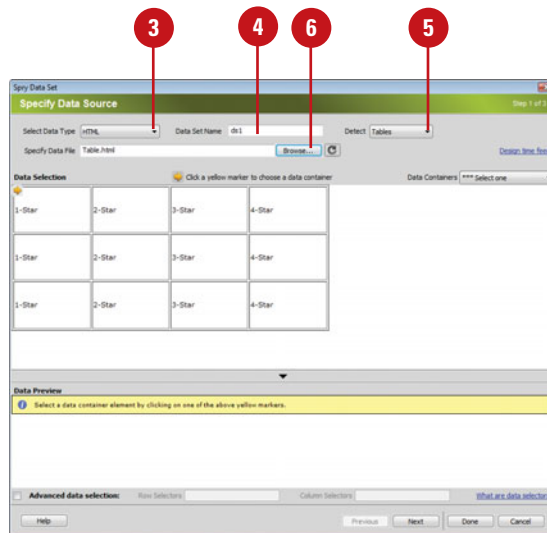 3 4 6 5
Spry Data Set
Specify Data Source Step 1 of 3
Select Data Type HTML Data Set Name ds1 Detect Tables
Specify Data File Table.html Browse... Design time fee
Data Selection Click a yellow marker to choose a data container Data Containers *** Select one
1-Star 2-Star 3-Star 4-Star
1-Star 2-Star 3-Star 4-Star
1-Star 2-Star 3-Star 4-Star
Data Preview
Select a data container element by clicking on one of the above yellow markers.
Advanced data selection: Row Selectors Column Selectors What are data selector
Help Previous Next Done Cancel